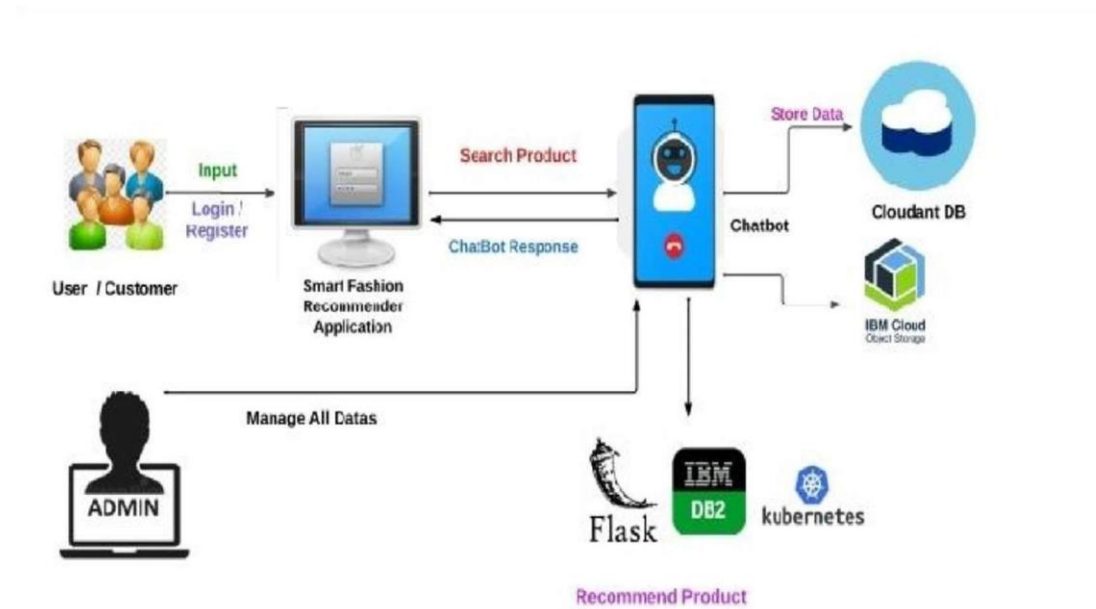 Store Data
Input
Search Product
Login /
Register
ChatBot Response
Chatbot
Cloudant DB
User / Customer
Smart Fashion
Recommender
Application
IBM Cloud
Object Storage
Manage All Datas
ADMIN
Flask
IBM
DB2
kubernetes
Recommend Product